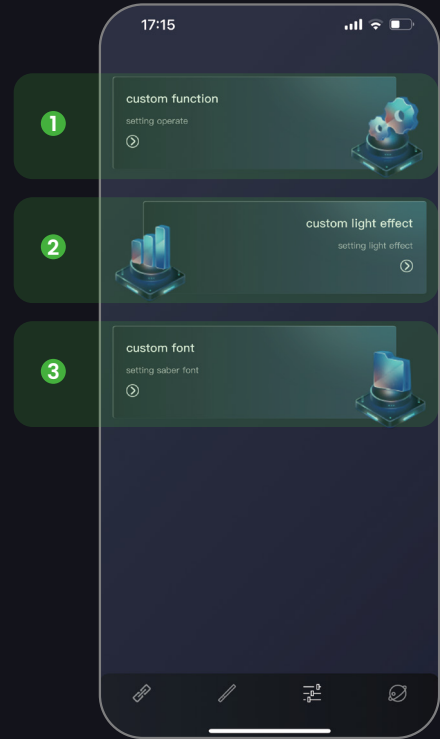 17:15
1
custom function
setting operate
2
custom light effect
setting light effect
3
custom font
setting saber font